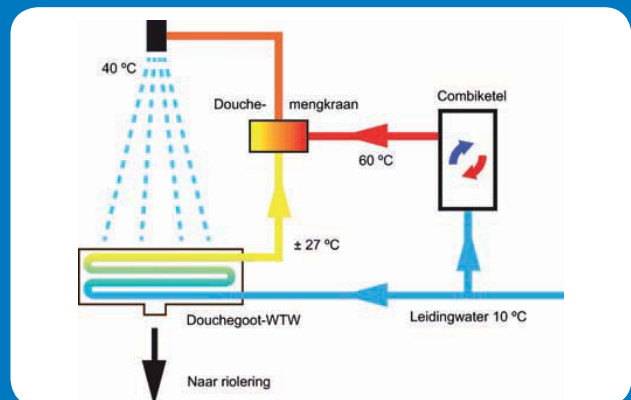 40 ºC
Douche- mengkraan
Combiketel
60 ºC
± 27 ºC
Douchegoot-WTW
Leidingwater 10 ºC
Naar riolering